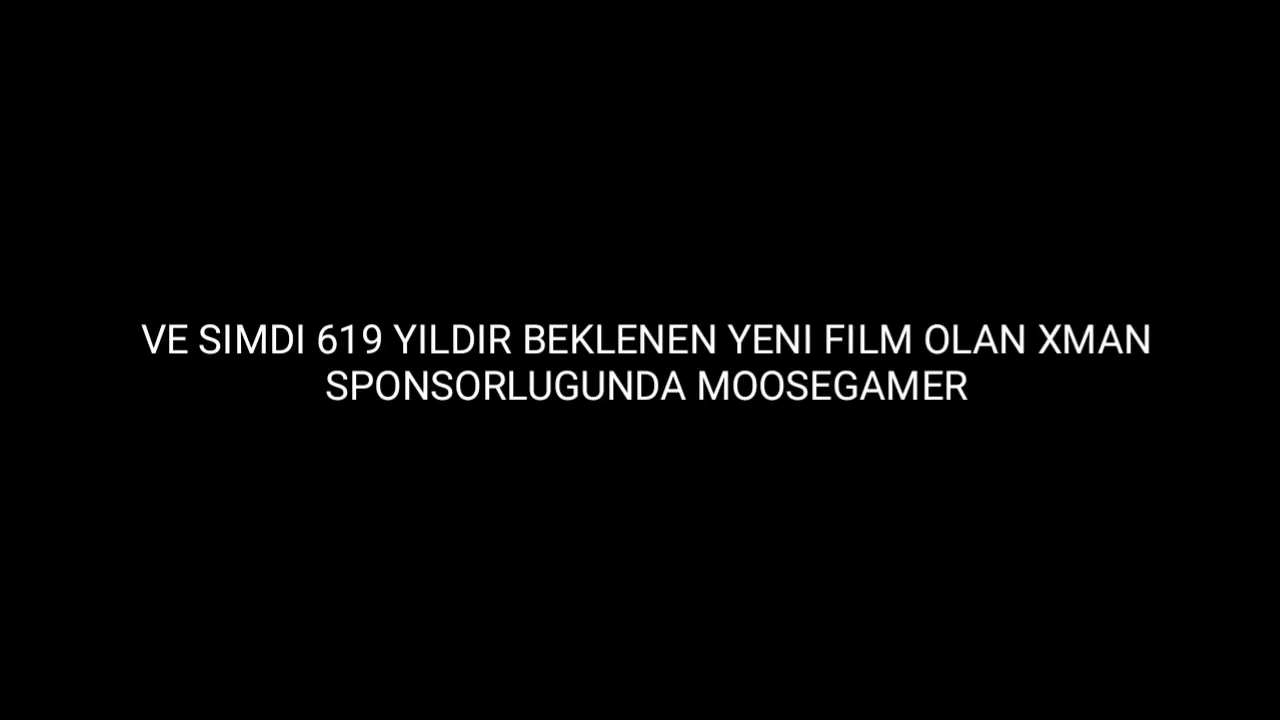 VE SIMDI 619 YILDIR BEKLENEN YENI FILM OLAN XMAN
SPONSORLUGUNDA MOOSEGAMER